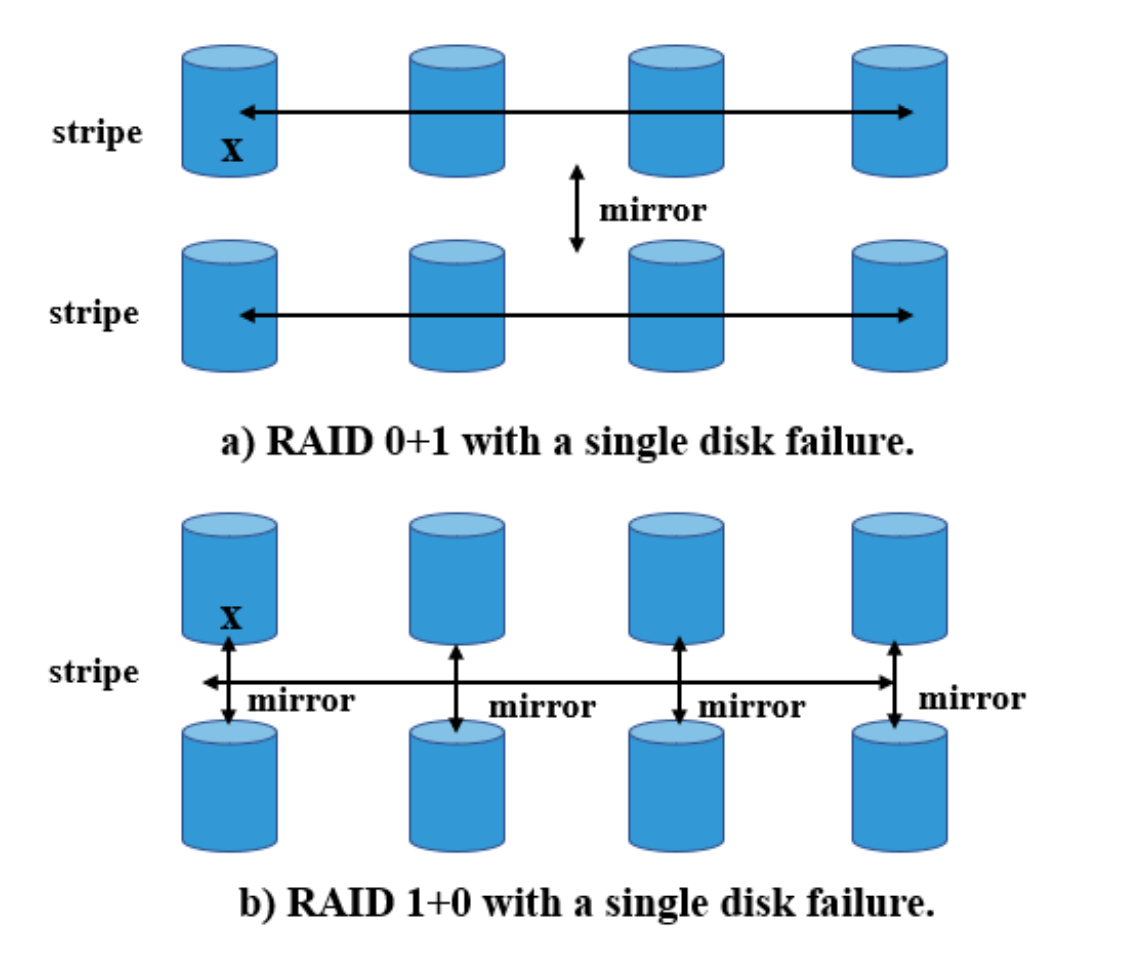 stripe
x
mirror
stripe
a) RAID 0+1 with a single disk failure.
x
stripe
mirror
mirror
mirror
mirror
b) RAID 1+0 with a single disk failure.